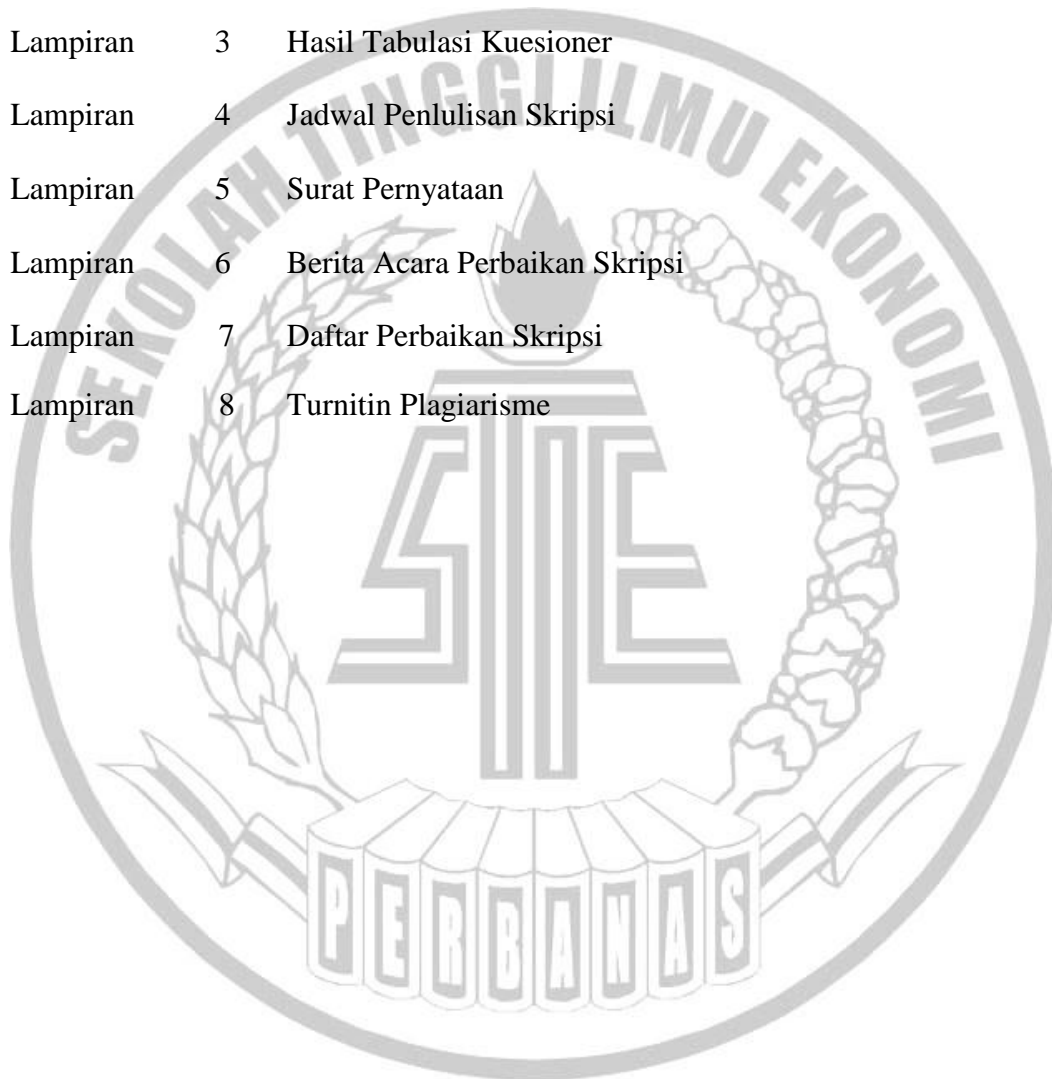 Lampiran 3 Hasil Tabulasi Kuesioner
Lampiran 4 Jadwal Penlulisan Skripsi
Lampiran 5 Surat Pernyataan
Lampiran 6 Berita Acara Perbaikan Skripsi
Lampiran 7 Daftar Perbaikan Skripsi
Lampiran 8 Turnitin Plagiarisme
SEKOLAH TINGGI ILMU EKONOMI
STIE
PERBANAS